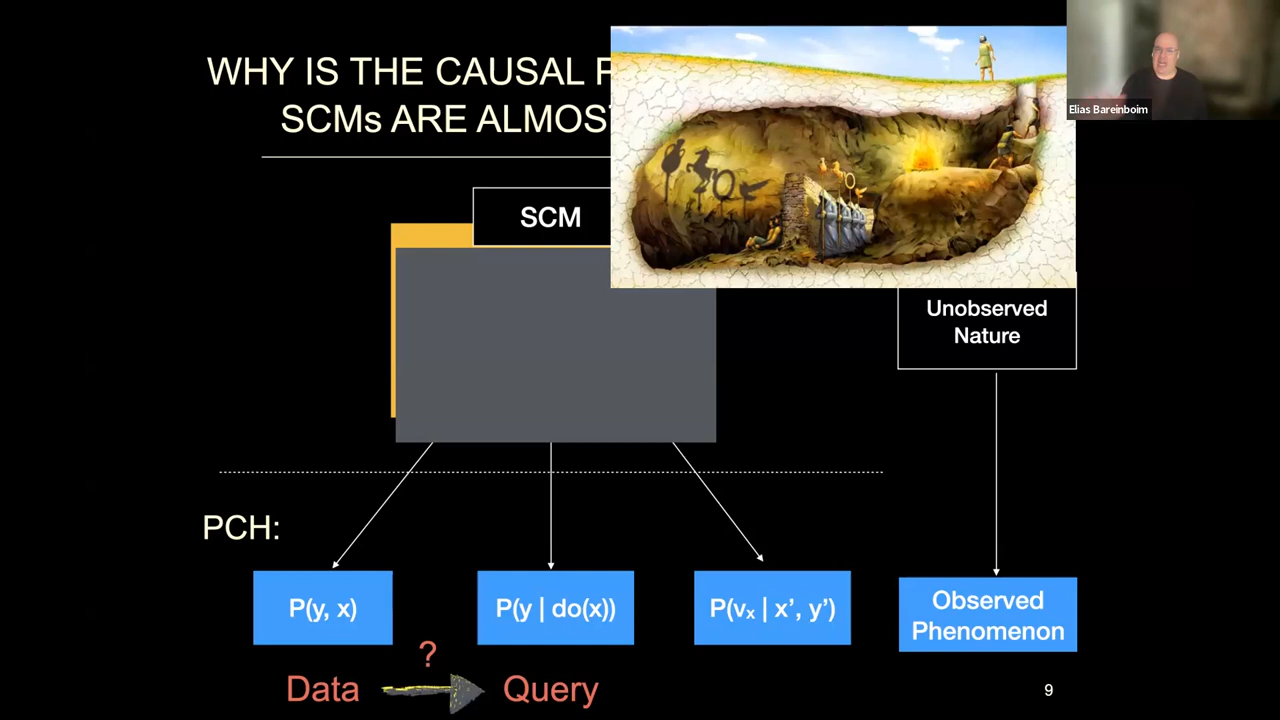 WHY IS THE CAUSAL
SCMs ARE ALMOS
Elias Bareinboim
SCM
Unobserved
Nature
PCH:
P(y, x)
P(y | do(x))
P(vₓ | x’, y’)
Observed
Phenomenon
?
Data
Query
9